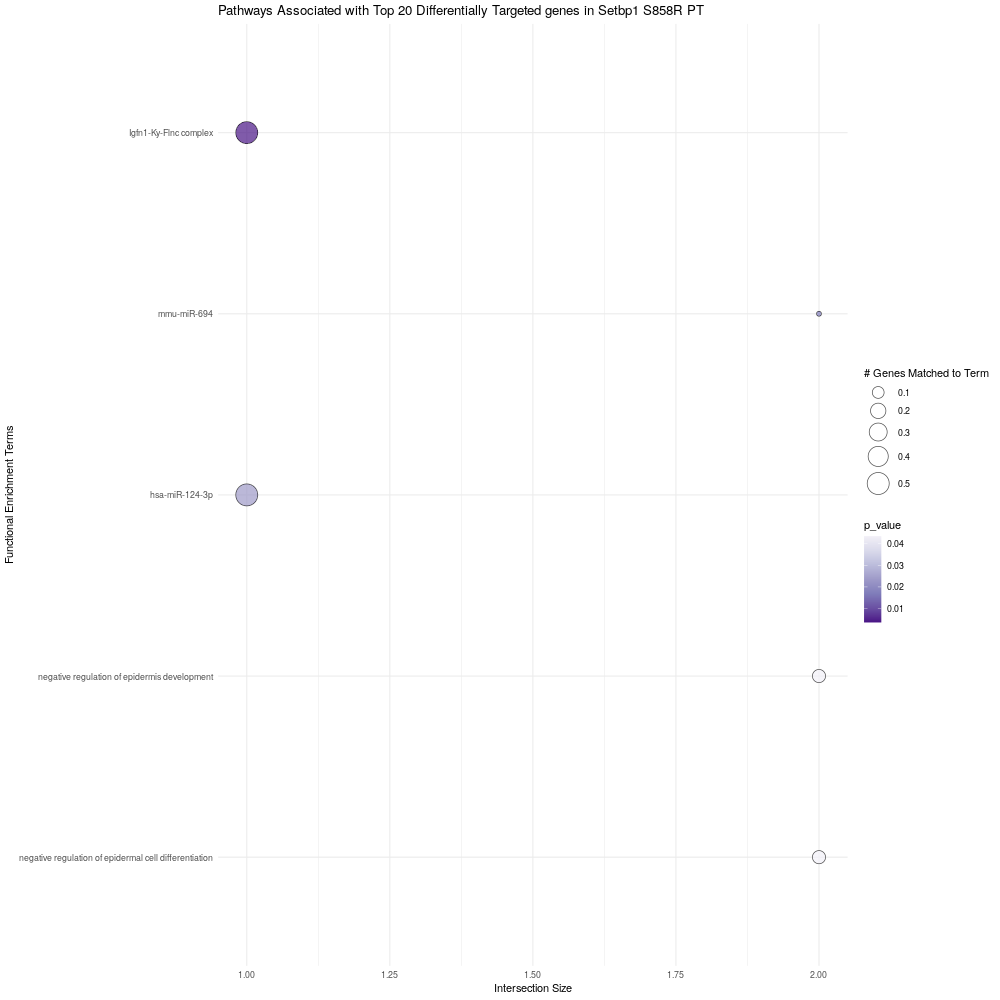 Pathways Associated with Top 20 Differentially Targeted genes in Setbp1 S858R PT
Functional Enrichment Terms
Igfn1-Ky-Flnc complex
mmu-miR-694
hsa-miR-124-3p
negative regulation of epidermis development
negative regulation of epidermal cell differentiation
1.00 1.25 1.50 1.75 2.00
Intersection Size
# Genes Matched to Term
0.1
0.2
0.3
0.4
0.5
p_value
0.04
0.03
0.02
0.01